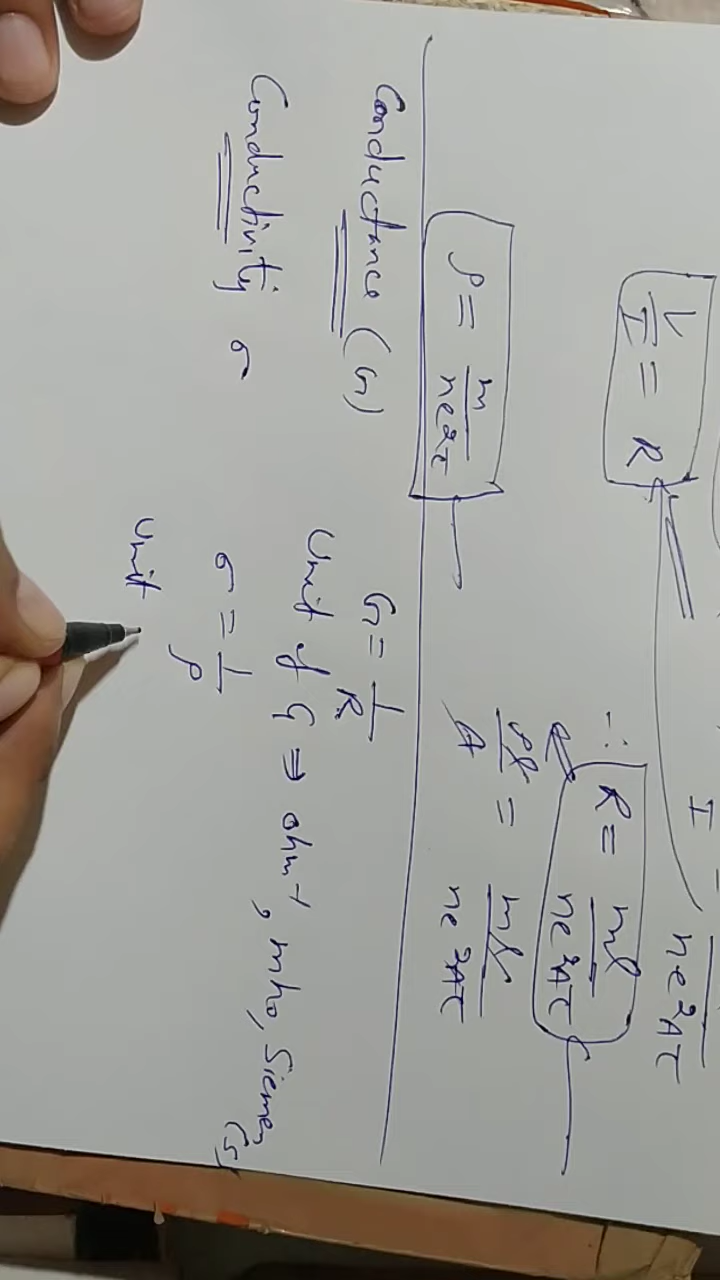 I = / ne²Aτ
V/I = R
∴ R = ml/ne²Aτ
ρl/A = ml/ne²Aτ
ρ = m/ne²τ
Conductance (G) G = 1/R
Unit of G ⇒ ohm⁻¹, mho, Siemen (S)
Conductivity σ σ = 1/ρ
Unit